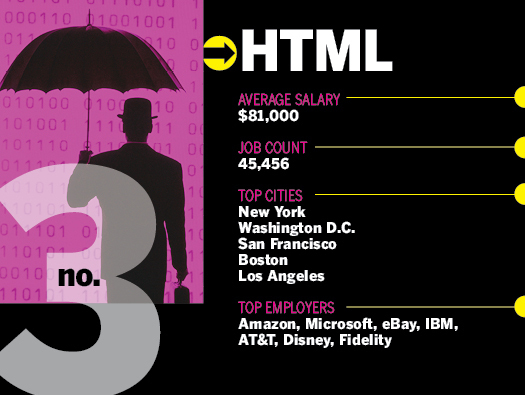 HTML
AVERAGE SALARY
$81,000
JOB COUNT
45,456
TOP CITIES
New York
Washington D.C.
San Francisco
Boston
Los Angeles
TOP EMPLOYERS
Amazon, Microsoft, eBay, IBM,
AT&T, Disney, Fidelity
no.
3